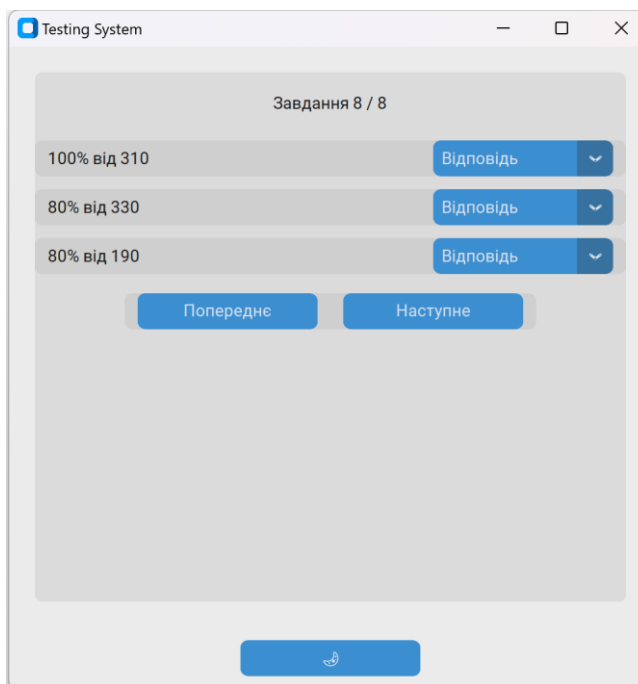 Testing System
Завдання 8 / 8
100% від 310 Відповідь
80% від 330 Відповідь
80% від 190 Відповідь
Попереднє Наступне